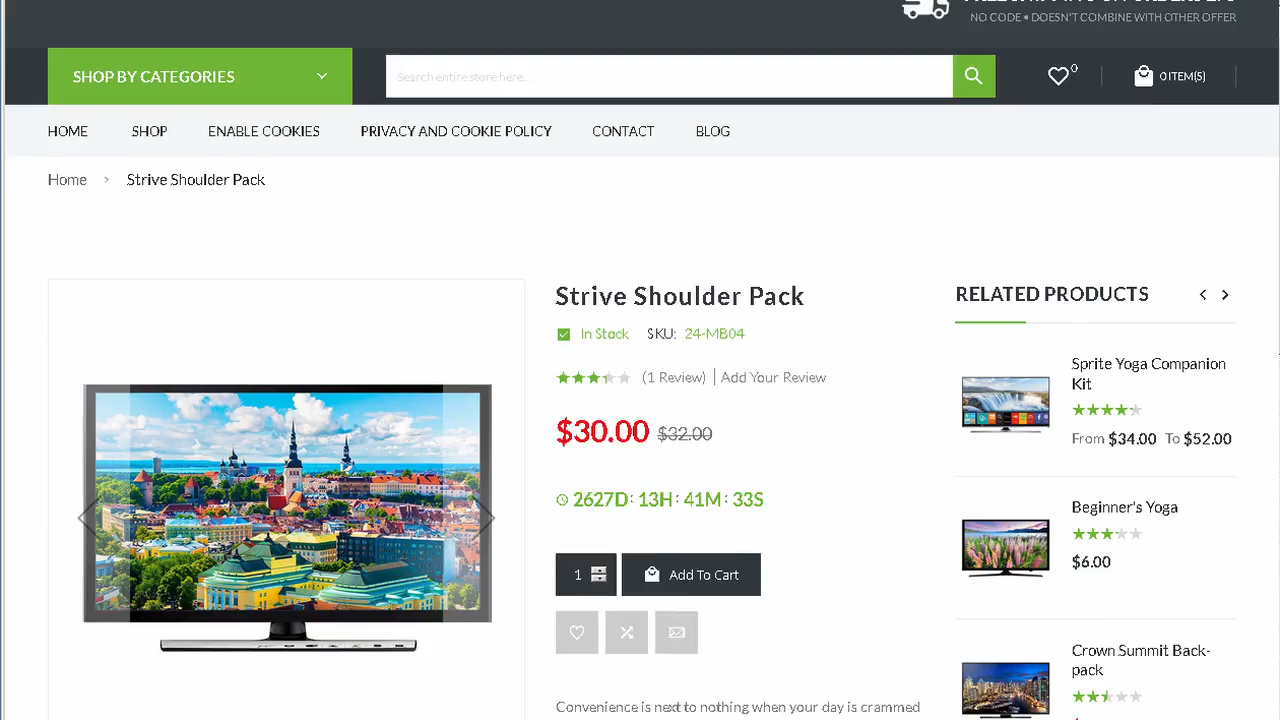 NO CODE • DOESN'T COMBINE WITH OTHER OFFER
SHOP BY CATEGORIES
Search entire store here...
0
0 ITEM(S)
HOME
SHOP
ENABLE COOKIES
PRIVACY AND COOKIE POLICY
CONTACT
BLOG
Home
Strive Shoulder Pack
Strive Shoulder Pack
In Stock SKU: 24-MB04
(1 Review) | Add Your Review
$30.00 $32.00
2627D : 13H : 41M : 33S
1
Add To Cart
Convenience is next to nothing when your day is crammed
RELATED PRODUCTS
Sprite Yoga Companion
Kit
From $34.00 To $52.00
Beginner's Yoga
$6.00
Crown Summit Back-
pack